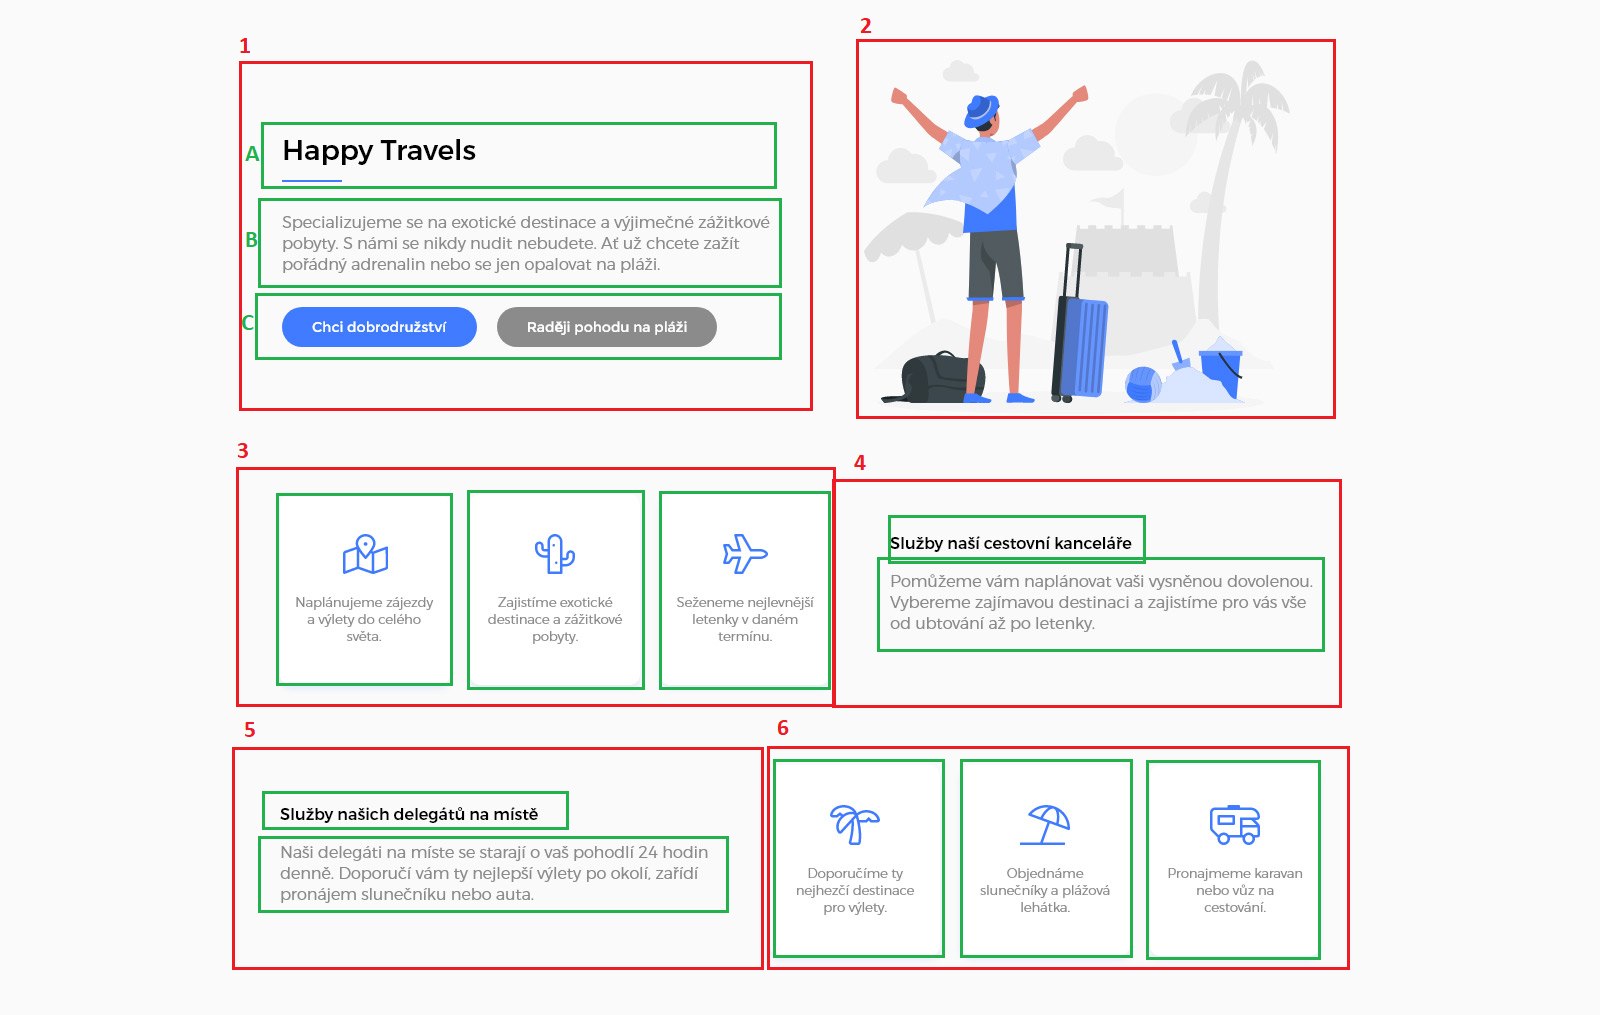 1
2
A
Happy Travels
B
Specializujeme se na exotické destinace a výjimečné zážitkové
pobyty. S námi se nikdy nudit nebudete. Ať už chcete zažít
pořádný adrenalin nebo se jen opalovat na pláži.
C
Chci dobrodružství
Raději pohodu na pláži
3
Naplánujeme zájezdy
a výlety do celého
světa.
Zajistíme exotické
destinace a zážitkové
pobyty.
Seženeme nejlevnější
letenky v daném
termínu.
4
Služby naší cestovní kanceláře
Pomůžeme vám naplánovat vaši vysněnou dovolenou.
Vybereme zajímavou destinaci a zajistíme pro vás vše
od ubtování až po letenky.
5
Služby našich delegátů na místě
Naši delegáti na míste se starají o vaš pohodlí 24 hodin
denně. Doporučí vám ty nejlepší výlety po okolí, zařídí
pronájem slunečníku nebo auta.
6
Doporučíme ty
nejhezčí destinace
pro výlety.
Objednáme
slunečníky a plážová
lehátka.
Pronajmeme karavan
nebo vůz na
cestování.